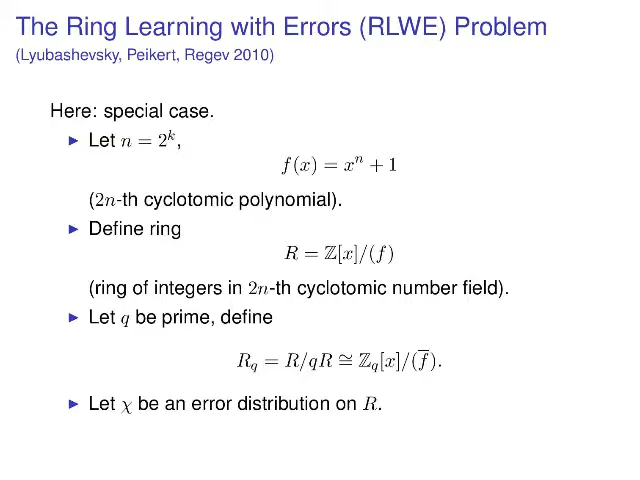 The Ring Learning with Errors (RLWE) Problem
(Lyubashevsky, Peikert, Regev 2010)
Here: special case.
▶ Let n = 2ᵏ,
f(x) = xⁿ + 1
(2n-th cyclotomic polynomial).
▶ Define ring
R = ℤ[x]/(f)
(ring of integers in 2n-th cyclotomic number field).
▶ Let q be prime, define
R_q = R/qR ≅ ℤ_q[x]/(f̅).
▶ Let χ be an error distribution on R.